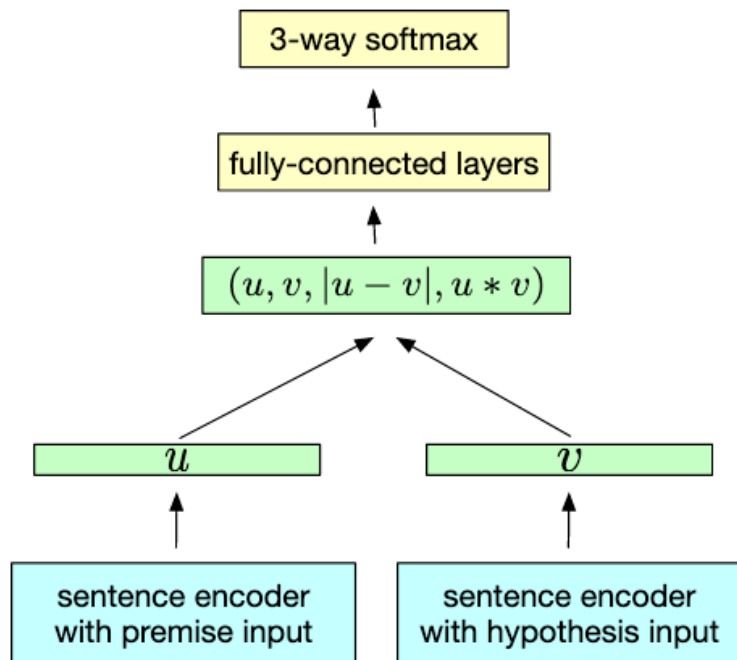 3-way softmax
fully-connected layers
(u, v, |u − v|, u ∗ v)
u
v
sentence encoder
with premise input
sentence encoder
with hypothesis input